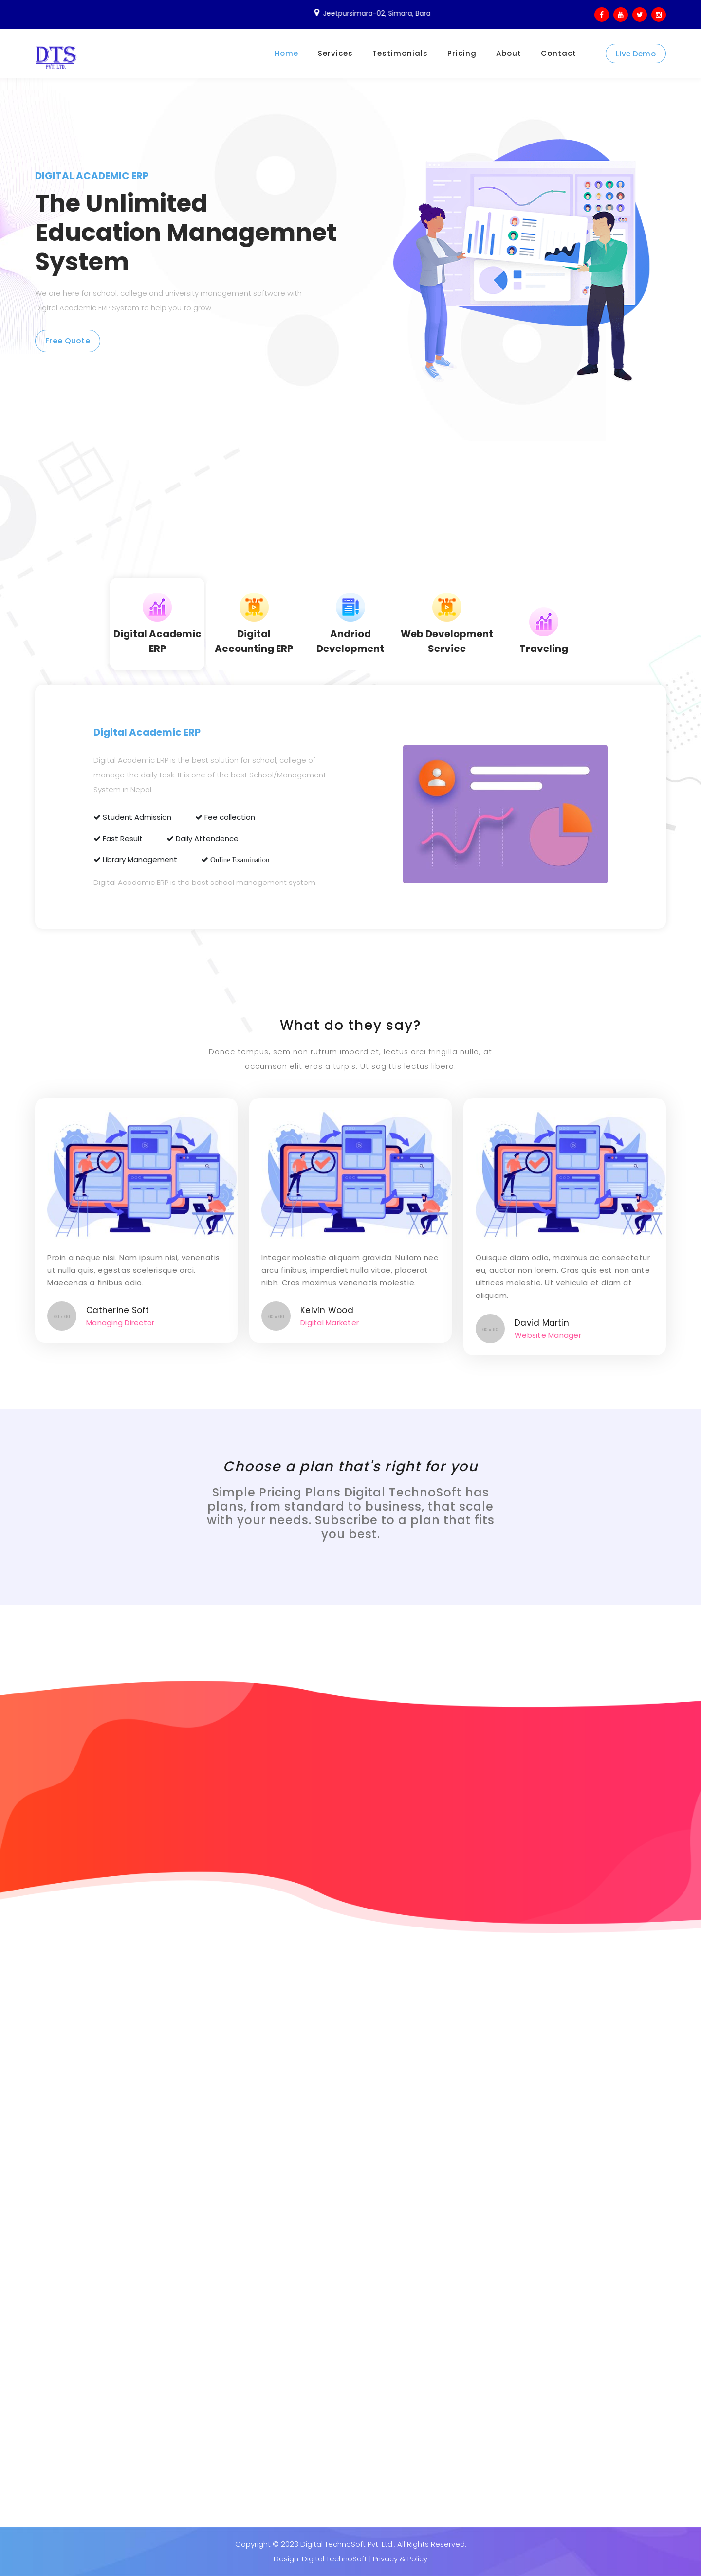 Jeetpursimara-02, Simara, Bara
DTS
PVT. LTD.
Home Services Testimonials Pricing About Contact Live Demo
DIGITAL ACADEMIC ERP
The Unlimited
Education Managemnet
System
We are here for school, college and university management software with
Digital Academic ERP System to help you to grow.
Free Quote
Digital Academic
ERP
Digital
Accounting ERP
Andriod
Development
Web Development
Service
Traveling
Digital Academic ERP
Digital Academic ERP is the best solution for school, college of
manage the daily task. It is one of the best School/Management
System in Nepal.
Student Admission Fee collection
Fast Result Daily Attendence
Library Management Online Examination
Digital Academic ERP is the best school management system.
What do they say?
Donec tempus, sem non rutrum imperdiet, lectus orci fringilla nulla, at
accumsan elit eros a turpis. Ut sagittis lectus libero.
Proin a neque nisi. Nam ipsum nisi, venenatis
ut nulla quis, egestas scelerisque orci.
Maecenas a finibus odio.
Catherine Soft
Managing Director
Integer molestie aliquam gravida. Nullam nec
arcu finibus, imperdiet nulla vitae, placerat
nibh. Cras maximus venenatis molestie.
Kelvin Wood
Digital Marketer
Quisque diam odio, maximus ac consectetur
eu, auctor non lorem. Cras quis est non ante
ultrices molestie. Ut vehicula et diam at
aliquam.
David Martin
Website Manager
Choose a plan that's right for you
Simple Pricing Plans Digital TechnoSoft has
plans, from standard to business, that scale
with your needs. Subscribe to a plan that fits
you best.
Copyright © 2023 Digital TechnoSoft Pvt. Ltd., All Rights Reserved.
Design: Digital TechnoSoft | Privacy & Policy